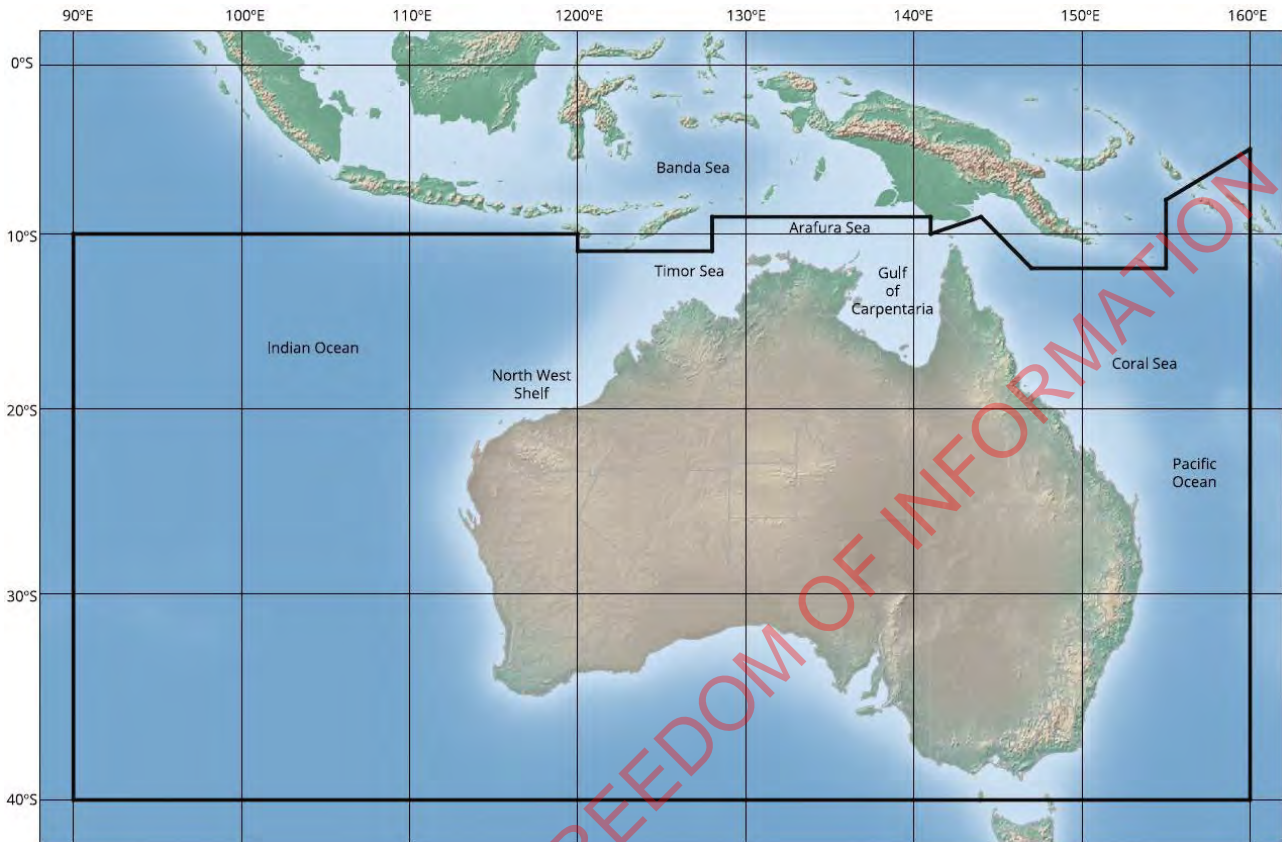 90°E 100°E 110°E 1200°E 130°E 140°E 150°E 160°E
0°S
Banda Sea
10°S
Arafura Sea
Timor Sea
Gulf
of
Carpentaria
Indian Ocean
Coral Sea
North West
Shelf
20°S
Pacific
Ocean
30°S
40°S
FREEDOM OF INFORMATION